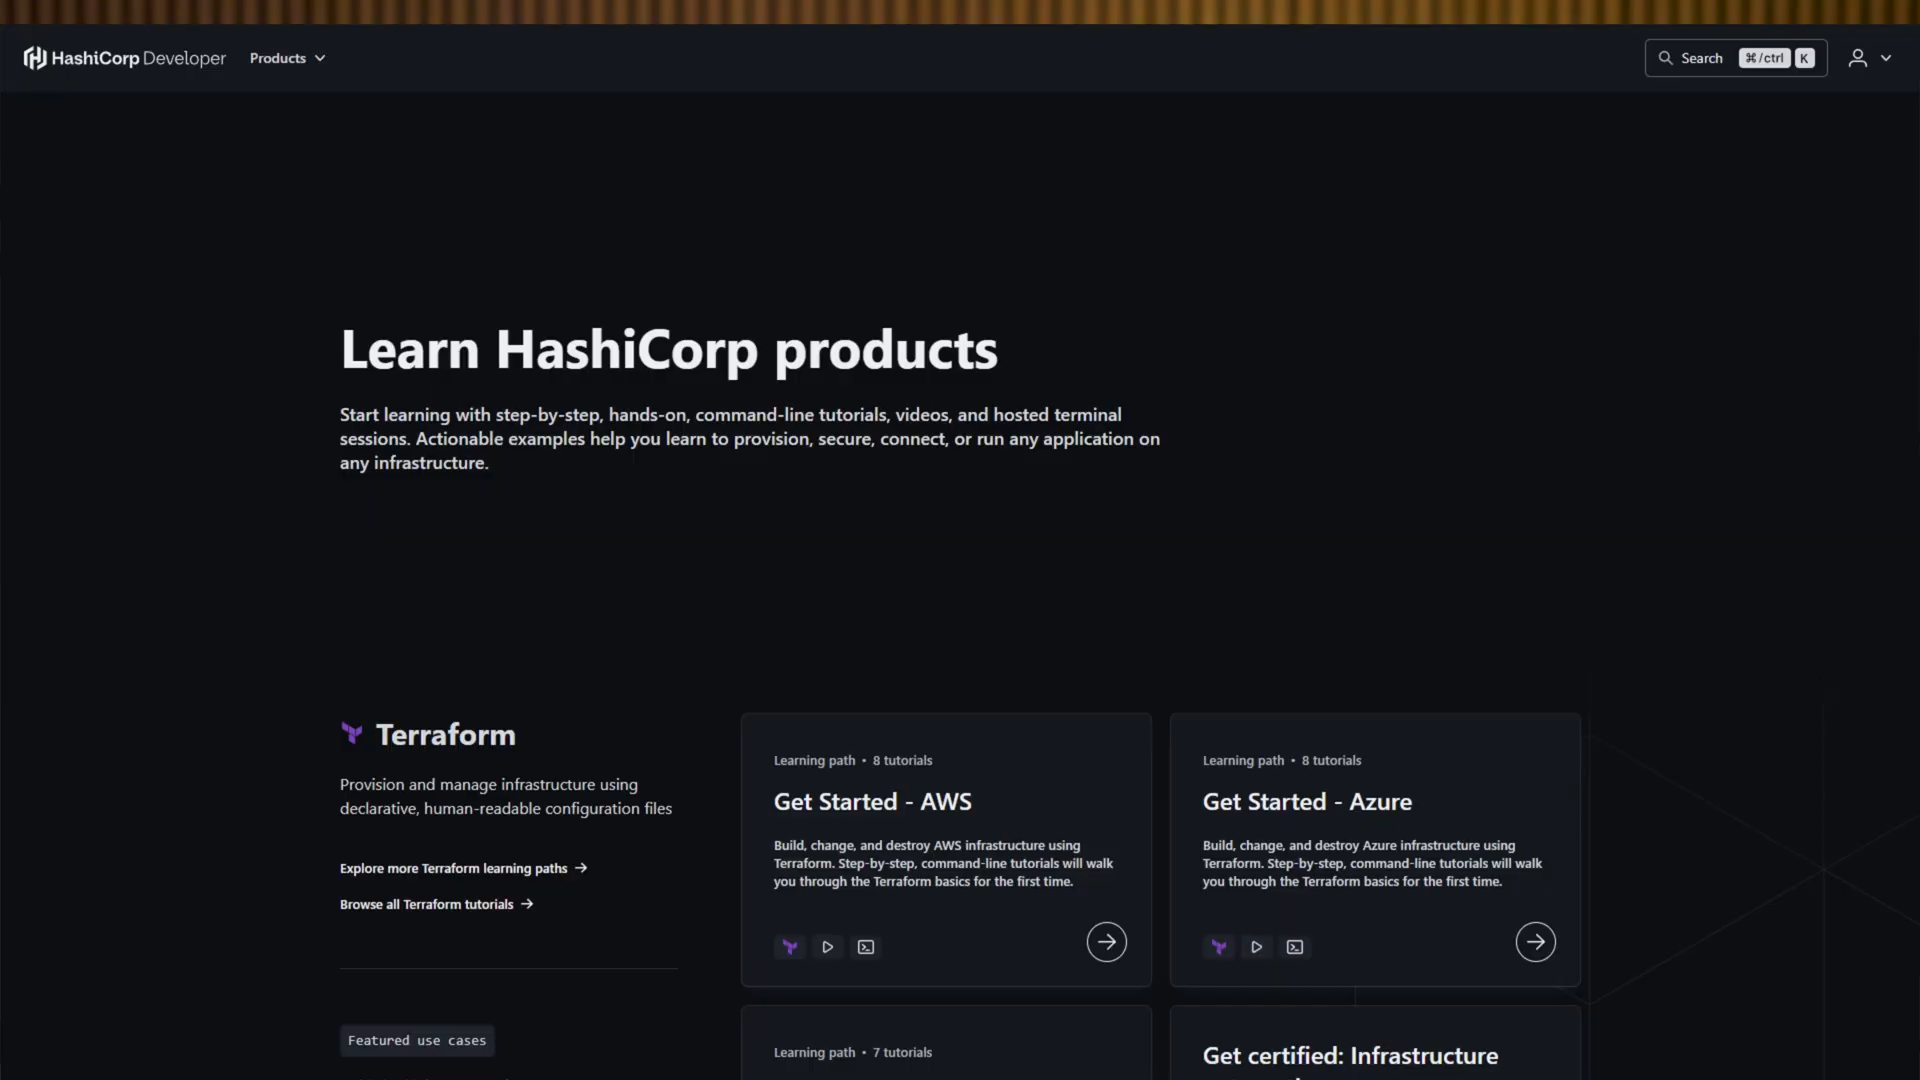 HashiCorp Developer
Products
Search ⌘/ctrl K
Learn HashiCorp products
Start learning with step-by-step, hands-on, command-line tutorials, videos, and hosted terminal
sessions. Actionable examples help you learn to provision, secure, connect, or run any application on
any infrastructure.
Terraform
Provision and manage infrastructure using
declarative, human-readable configuration files
Explore more Terraform learning paths →
Browse all Terraform tutorials →
Featured use cases
Learning path • 8 tutorials
Get Started - AWS
Build, change, and destroy AWS infrastructure using
Terraform. Step-by-step, command-line tutorials will walk
you through the Terraform basics for the first time.
Learning path • 8 tutorials
Get Started - Azure
Build, change, and destroy Azure infrastructure using
Terraform. Step-by-step, command-line tutorials will walk
you through the Terraform basics for the first time.
Learning path • 7 tutorials
Get certified: Infrastructure